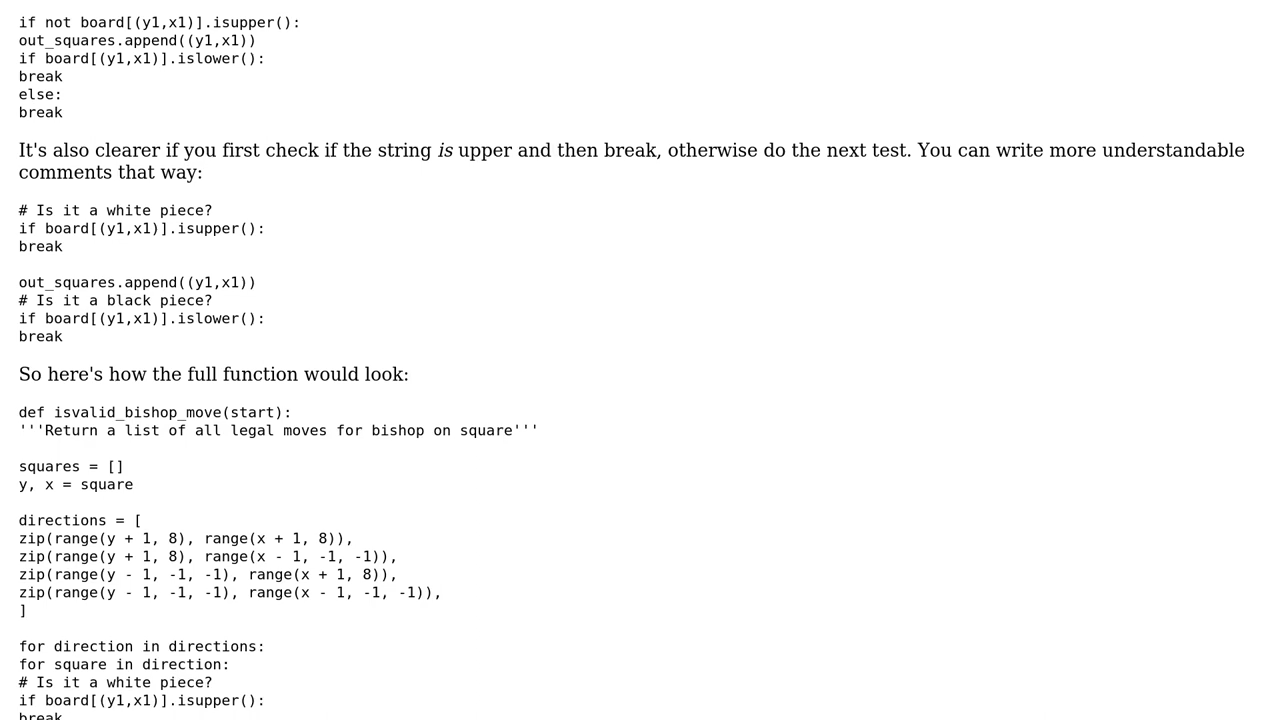 if not board[(y1,x1)].isupper():
out_squares.append((y1,x1))
if board[(y1,x1)].islower():
break
else:
break
It's also clearer if you first check if the string is upper and then break, otherwise do the next test. You can write more understandable
comments that way:
# Is it a white piece?
if board[(y1,x1)].isupper():
break
out_squares.append((y1,x1))
# Is it a black piece?
if board[(y1,x1)].islower():
break
So here's how the full function would look:
def isvalid_bishop_move(start):
'''Return a list of all legal moves for bishop on square'''
squares = []
y, x = square
directions = [
zip(range(y + 1, 8), range(x + 1, 8)),
zip(range(y + 1, 8), range(x - 1, -1, -1)),
zip(range(y - 1, -1, -1), range(x + 1, 8)),
zip(range(y - 1, -1, -1), range(x - 1, -1, -1)),
]
for direction in directions:
for square in direction:
# Is it a white piece?
if board[(y1,x1)].isupper():
break